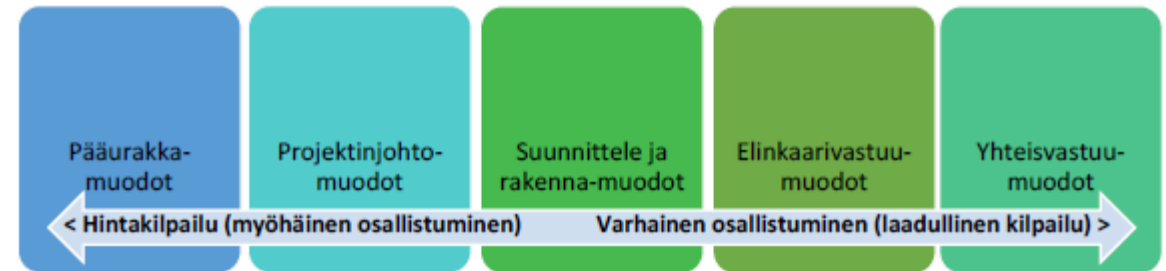 Pääurakka-
muodot
Projektinjohto-
muodot
Suunnittele ja
rakenna-muodot
Elinkaarivastuu-
muodot
Yhteisvastuu-
muodot
< Hintakilpailu (myöhäinen osallistuminen)
Varhainen osallistuminen (laadullinen kilpailu) >